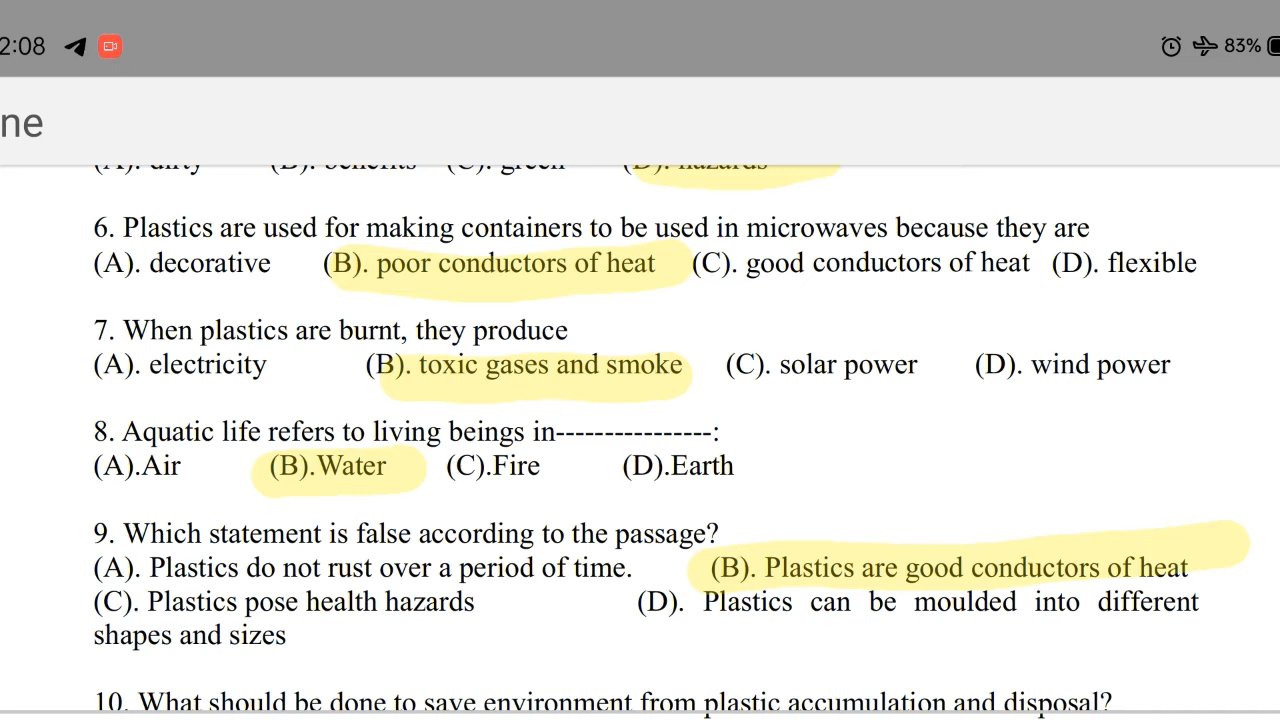 2:08 83%
ne
(A). dirty (B). benefits (C). green (D). hazards
6. Plastics are used for making containers to be used in microwaves because they are
(A). decorative (B). poor conductors of heat (C). good conductors of heat (D). flexible
7. When plastics are burnt, they produce
(A). electricity (B). toxic gases and smoke (C). solar power (D). wind power
8. Aquatic life refers to living beings in----------------:
(A).Air (B).Water (C).Fire (D).Earth
9. Which statement is false according to the passage?
(A). Plastics do not rust over a period of time. (B). Plastics are good conductors of heat
(C). Plastics pose health hazards (D). Plastics can be moulded into different
shapes and sizes
10. What should be done to save environment from plastic accumulation and disposal?